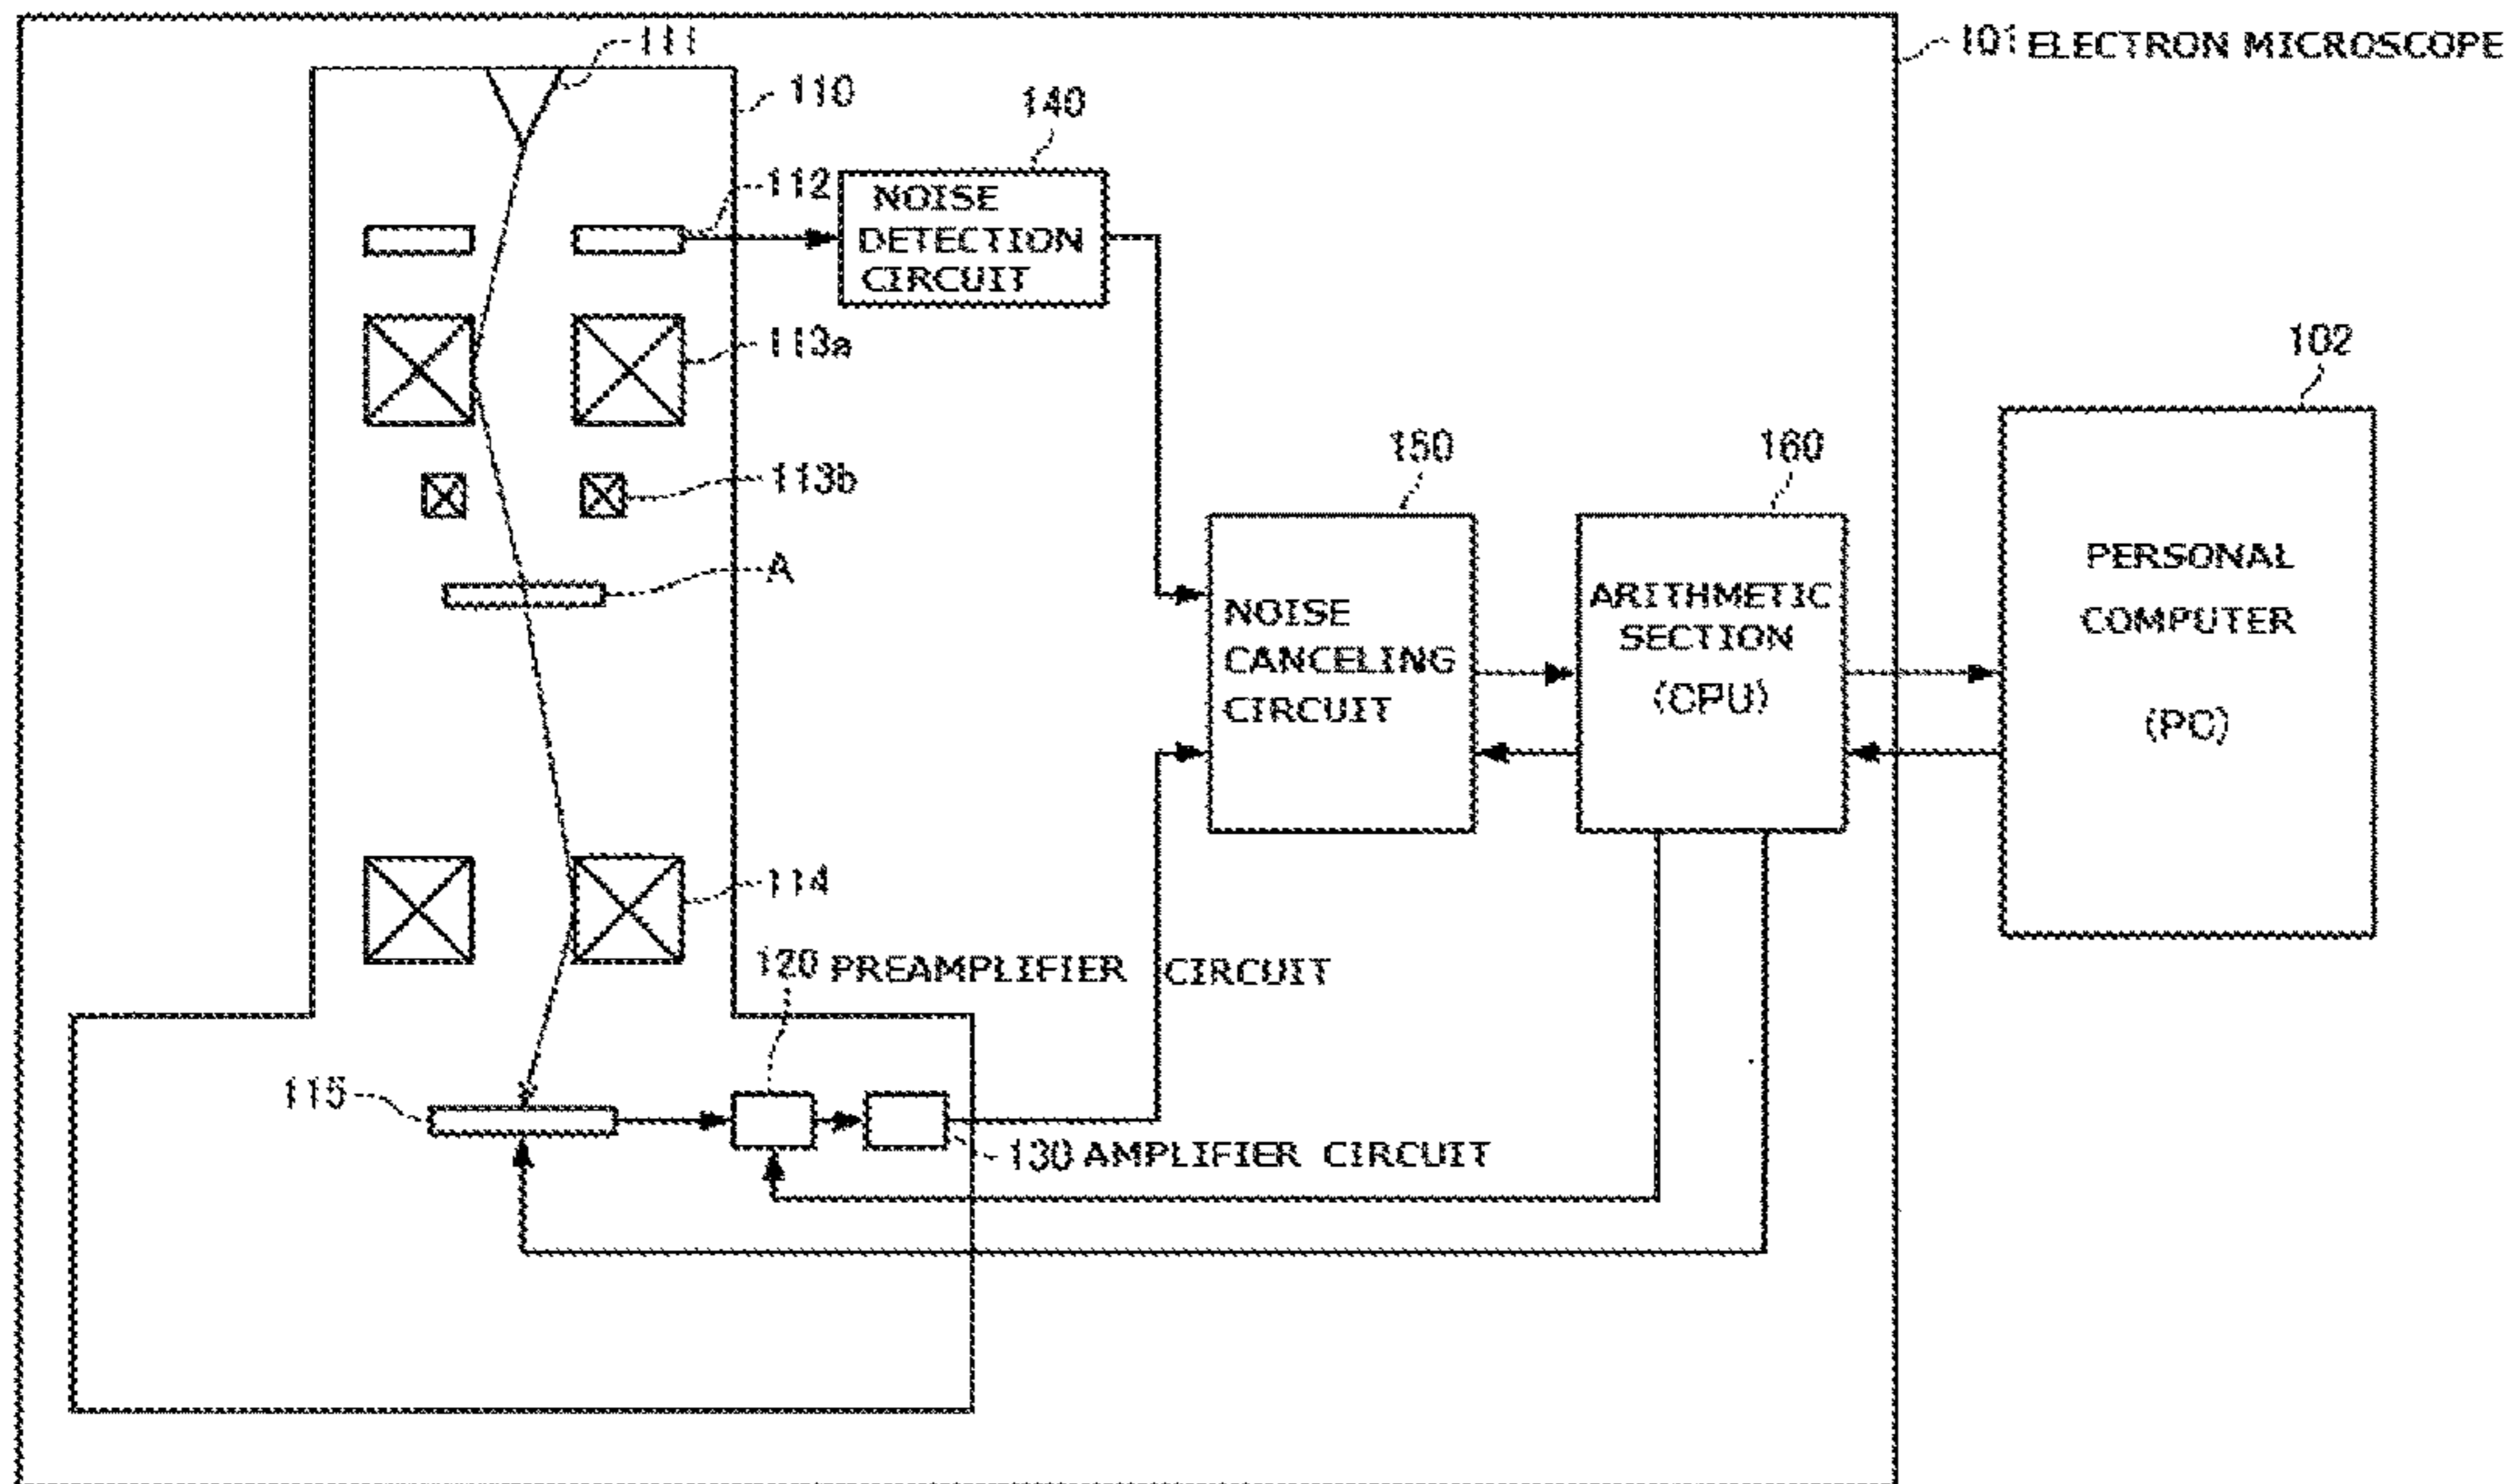 101 ELECTRON MICROSCOPE
111
110
140
112
NOISE
DETECTION
CIRCUIT
113a
102
113b
150
160
A
PERSONAL
COMPUTER
(PC)
NOISE
CANCELING
CIRCUIT
ARITHMETIC
SECTION
(CPU)
114
120 PREAMPLIFIER CIRCUIT
115
130 AMPLIFIER CIRCUIT